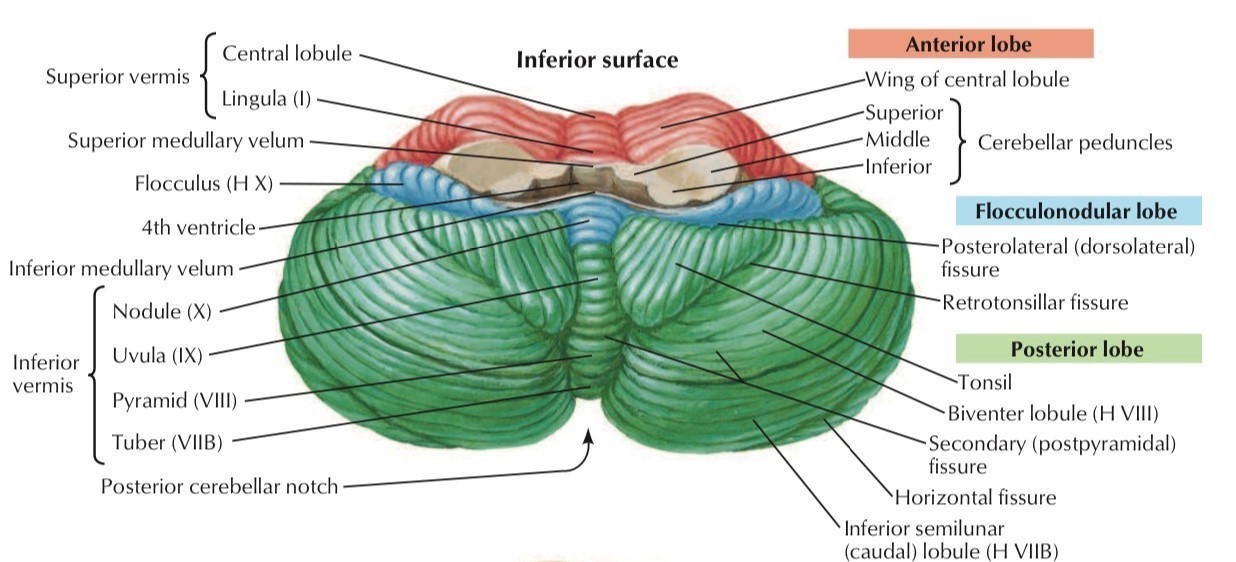 Inferior surface
Superior vermis
Central lobule
Lingula (I)
Superior medullary velum
Flocculus (H X)
4th ventricle
Inferior medullary velum
Inferior
vermis
Nodule (X)
Uvula (IX)
Pyramid (VIII)
Tuber (VIIB)
Posterior cerebellar notch
Anterior lobe
Wing of central lobule
Superior
Middle
Inferior
Cerebellar peduncles
Flocculonodular lobe
Posterolateral (dorsolateral)
fissure
Retrotonsillar fissure
Posterior lobe
Tonsil
Biventer lobule (H VIII)
Secondary (postpyramidal)
fissure
Horizontal fissure
Inferior semilunar
(caudal) lobule (H VIIB)